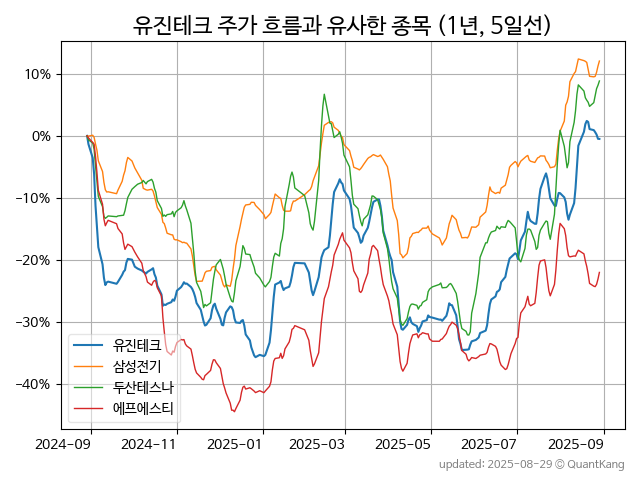 유진테크 주가 흐름과 유사한 종목 (1년, 5일선)
10%
0%
−10%
−20%
−30%
−40%
유진테크
삼성전기
두산테스나
에프에스티
2024-09 2024-11 2025-01 2025-03 2025-05 2025-07 2025-09
updated: 2025-08-29 © QuantKang